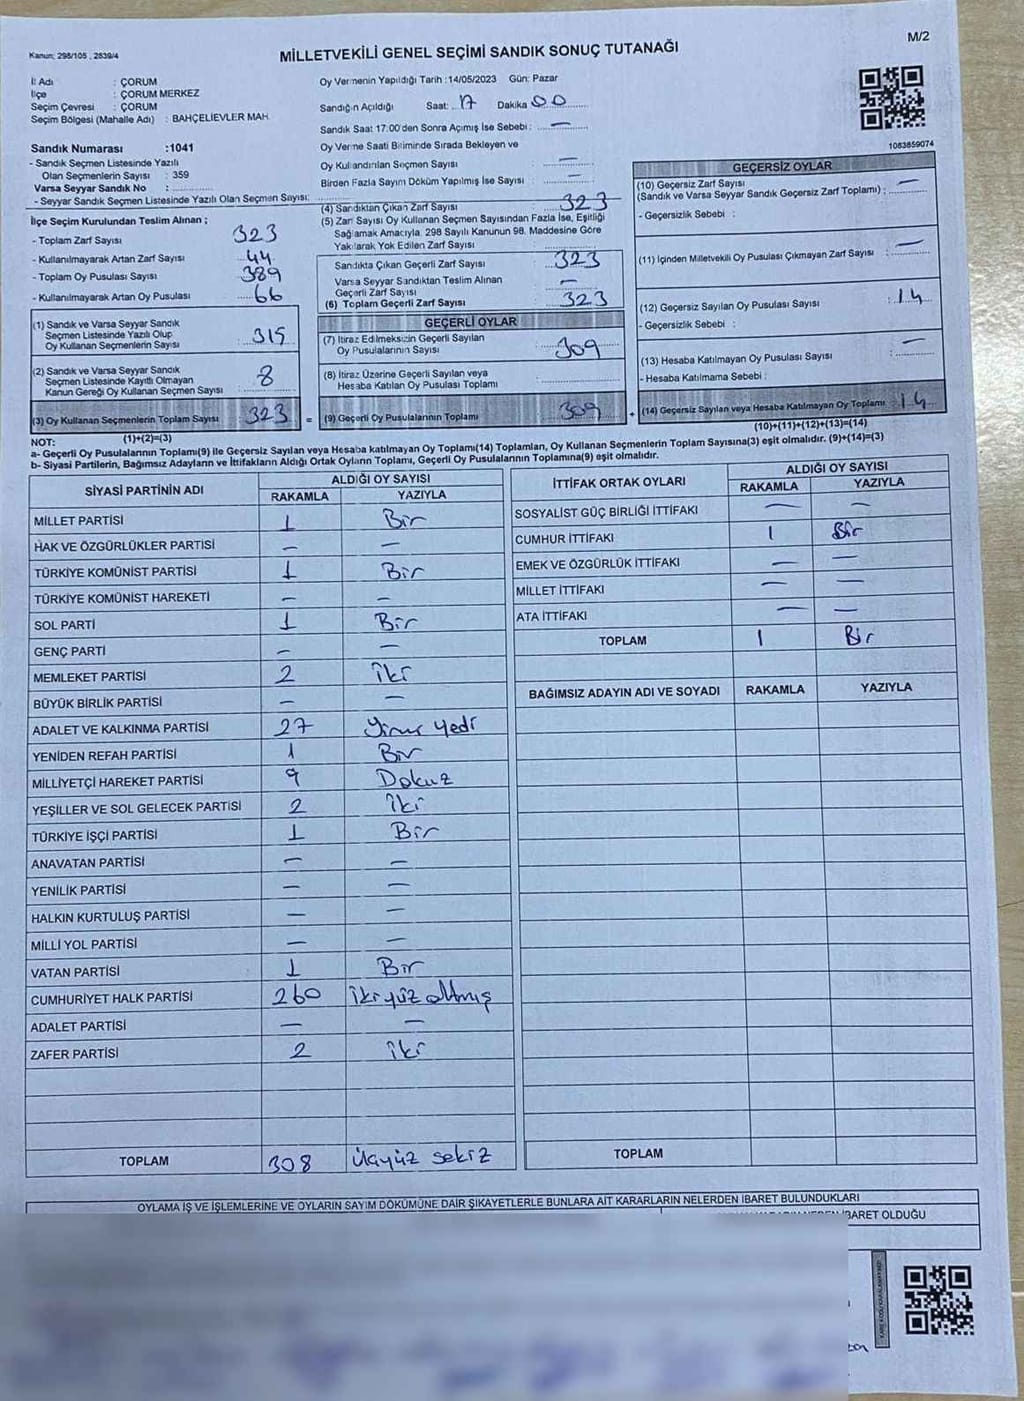 M/2
Kanun: 298/105 , 2839/4
MİLLETVEKİLİ GENEL SEÇİMİ SANDIK SONUÇ TUTANAĞI
İl Adı : ÇORUM
İlçe : ÇORUM MERKEZ
Seçim Çevresi : ÇORUM
Seçim Bölgesi (Mahalle Adı) : BAHÇELİEVLER MAH.
Oy Vermenin Yapıldığı Tarih :14/05/2023 Gün: Pazar
Sandığın Açıldığı Saat: 17 Dakika 00
Sandık Saat 17:00'den Sonra Açımış İse Sebebi : —
Oy Verme Saati Bitiminde Sırada Bekleyen ve
Oy Kullandırılan Seçmen Sayısı —
Birden Fazla Sayım Döküm Yapılmış İse Sayısı —
1083859074
Sandık Numarası :1041
- Sandık Seçmen Listesinde Yazılı
Olan Seçmenlerin Sayısı : 359
Varsa Seyyar Sandık No :
- Seyyar Sandık Seçmen Listesinde Yazılı Olan Seçmen Sayısı:
İlçe Seçim Kurulundan Teslim Alınan ;
- Toplam Zarf Sayısı 323
- Kullanılmayarak Artan Zarf Sayısı 44
- Toplam Oy Pusulası Sayısı 389
- Kullanılmayarak Artan Oy Pusulası 66
(1) Sandık ve Varsa Seyyar Sandık
Seçmen Listesinde Yazılı Olup
Oy Kullanan Seçmenlerin Sayısı : 315
(2) Sandık ve Varsa Seyyar Sandık
Seçmen Listesinde Kayıtlı Olmayan
Kanun Gereği Oy Kullanan Seçmen Sayısı 8
(3) Oy Kullanan Seçmenlerin Toplam Sayısı 323 =
(1)+(2)=(3)
(4) Sandıktan Çıkan Zarf Sayısı 323
(5) Zarf Sayısı Oy Kullanan Seçmen Sayısından Fazla İse, Eşitliği
Sağlamak Amacıyla, 298 Sayılı Kanunun 98. Maddesine Göre
Yakılarak Yok Edilen Zarf Sayısı
Sandıkta Çıkan Geçerli Zarf Sayısı 323
Varsa Seyyar Sandıktan Teslim Alınan
Geçerli Zarf Sayısı —
(6) Toplam Geçerli Zarf Sayısı 323
GEÇERLİ OYLAR
(7) İtiraz Edilmeksizin Geçerli Sayılan
Oy Pusulalarının Sayısı : 309
(8) İtiraz Üzerine Geçerli Sayılan veya
Hesaba Katılan Oy Pusulası Toplamı
(9) Geçerli Oy Pusulalarının Toplamı 309 +
GEÇERSİZ OYLAR
(10) Geçersiz Zarf Sayısı
(Sandık ve Varsa Seyyar Sandık Geçersiz Zarf Toplamı) : —
- Geçersizlik Sebebi :
(11) İçinden Milletvekili Oy Pusulası Çıkmayan Zarf Sayısı : —
(12) Geçersiz Sayılan Oy Pusulası Sayısı : 14
- Geçersizlik Sebebi :
(13) Hesaba Katılmayan Oy Pusulası Sayısı : —
- Hesaba Katılmama Sebebi :
(14) Geçersiz Sayılan veya Hesaba Katılmayan Oy Toplamı 14
(10)+(11)+(12)+(13)=(14)
NOT:
a- Geçerli Oy Pusulalarının Toplamı(9) ile Geçersiz Sayılan veya Hesaba katılmayan Oy Toplamı(14) Toplamları, Oy Kullanan Seçmenlerin Toplam Sayısına(3) eşit olmalıdır. (9)+(14)=(3)
b- Siyasi Partilerin, Bağımsız Adayların ve İttifakların Aldığı Ortak Oyların Toplamı, Geçerli Oy Pusulalarının Toplamına(9) eşit olmalıdır.
SİYASİ PARTİNİN ADI ALDIĞI OY SAYISI
RAKAMLA YAZIYLA
MİLLET PARTİSİ 1 Bir
HAK VE ÖZGÜRLÜKLER PARTİSİ — —
TÜRKİYE KOMÜNİST PARTİSİ 1 Bir
TÜRKİYE KOMÜNİST HAREKETİ — —
SOL PARTİ 1 Bir
GENÇ PARTİ — —
MEMLEKET PARTİSİ 2 İki
BÜYÜK BİRLİK PARTİSİ — —
ADALET VE KALKINMA PARTİSİ 27 Yirmi yedi
YENİDEN REFAH PARTİSİ 1 Bir
MİLLİYETÇİ HAREKET PARTİSİ 9 Dokuz
YEŞİLLER VE SOL GELECEK PARTİSİ 2 İki
TÜRKİYE İŞÇİ PARTİSİ 1 Bir
ANAVATAN PARTİSİ — —
YENİLİK PARTİSİ — —
HALKIN KURTULUŞ PARTİSİ — —
MİLLİ YOL PARTİSİ — —
VATAN PARTİSİ 1 Bir
CUMHURİYET HALK PARTİSİ 260 İki yüz altmış
ADALET PARTİSİ — —
ZAFER PARTİSİ 2 İki
TOPLAM 308 Üçyüz sekiz
İTTİFAK ORTAK OYLARI ALDIĞI OY SAYISI
RAKAMLA YAZIYLA
SOSYALİST GÜÇ BİRLİĞİ İTTİFAKI — —
CUMHUR İTTİFAKI 1 Bir
EMEK VE ÖZGÜRLÜK İTTİFAKI — —
MİLLET İTTİFAKI — —
ATA İTTİFAKI — —
TOPLAM 1 Bir
BAĞIMSIZ ADAYIN ADI VE SOYADI RAKAMLA YAZIYLA
TOPLAM
OYLAMA İŞ VE İŞLEMLERİNE VE OYLARIN SAYIM DÖKÜMÜNE DAİR ŞİKAYETLERLE BUNLARA AİT KARARLARIN NELERDEN İBARET BULUNDUKLARI
İBARET OLDUĞU